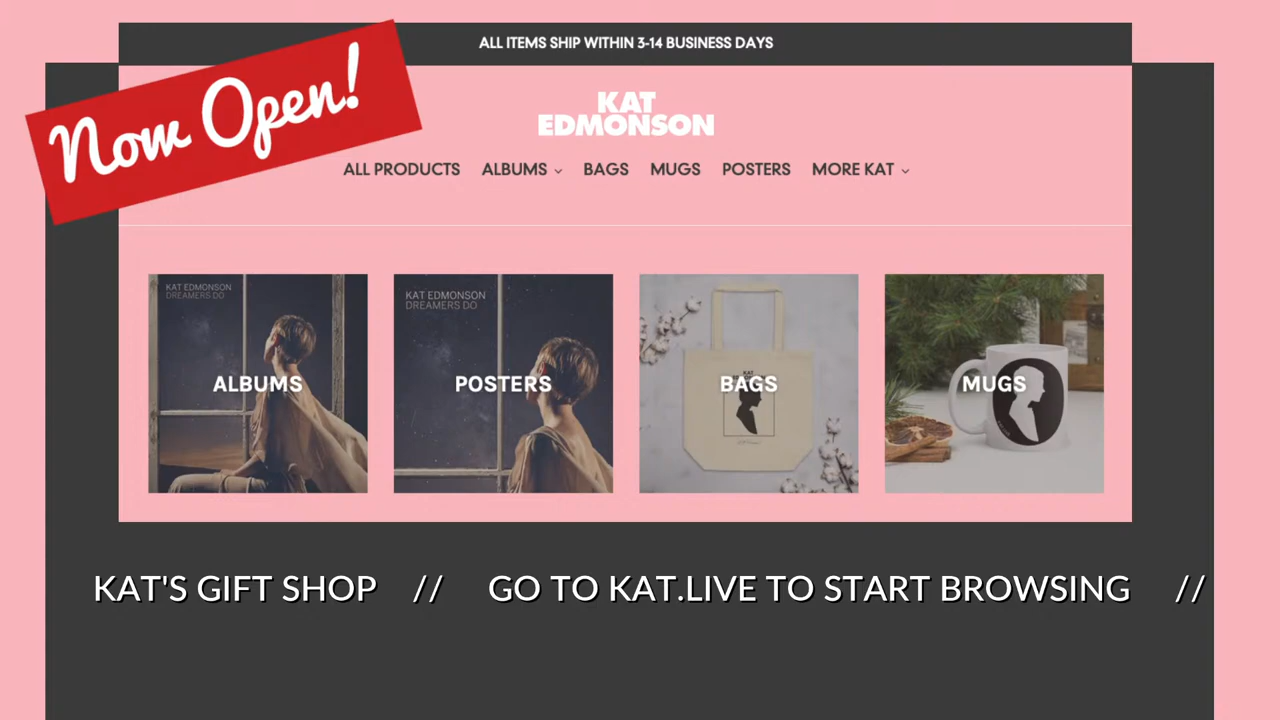 ALL ITEMS SHIP WITHIN 3-14 BUSINESS DAYS
Now Open!
KAT
EDMONSON
ALL PRODUCTS ALBUMS BAGS MUGS POSTERS MORE KAT
KAT EDMONSON
DREAMERS DO
ALBUMS
KAT EDMONSON
DREAMERS DO
POSTERS
KAT
BAGS
MUGS
KAT'S GIFT SHOP // GO TO KAT.LIVE TO START BROWSING //